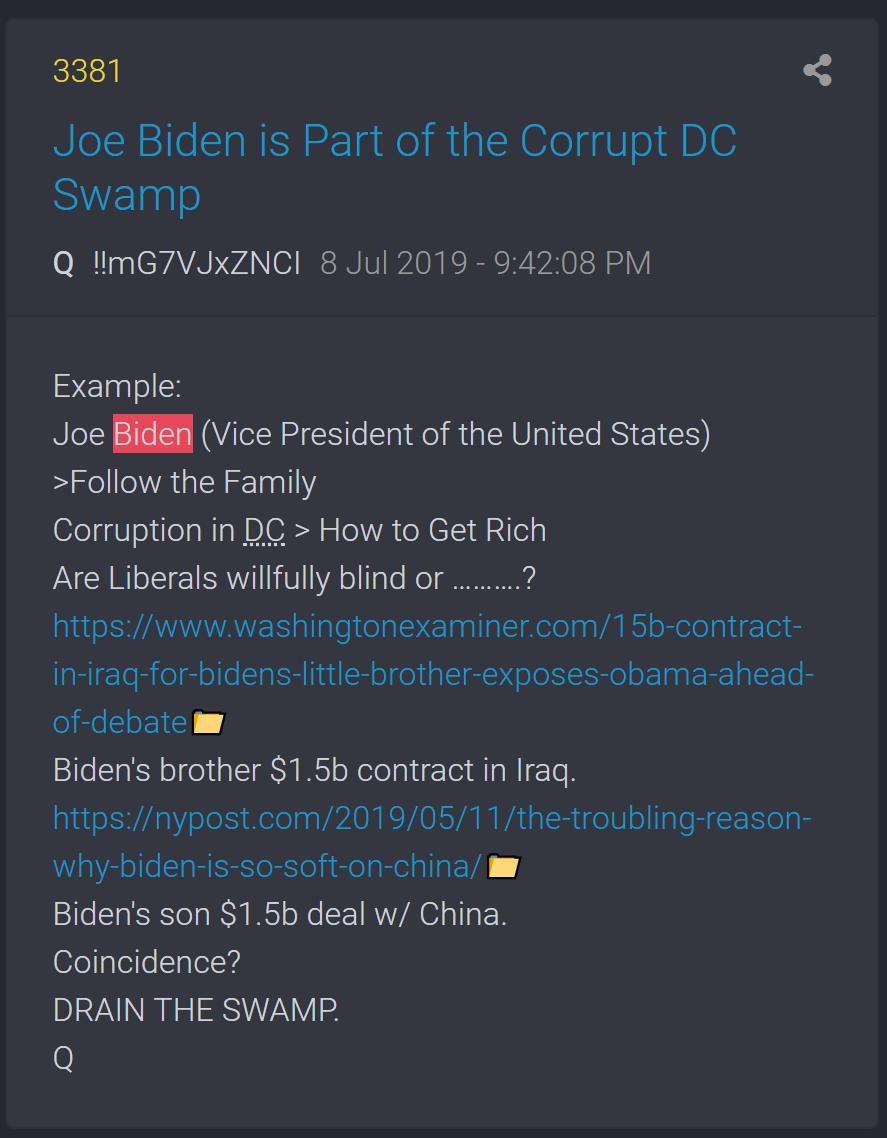 3381
Joe Biden is Part of the Corrupt DC
Swamp
Q !!mG7VJxZNCI 8 Jul 2019 - 9:42:08 PM
Example:
Joe Biden (Vice President of the United States)
>Follow the Family
Corruption in DC > How to Get Rich
Are Liberals willfully blind or ……….?
https://www.washingtonexaminer.com/15b-contract-
in-iraq-for-bidens-little-brother-exposes-obama-ahead-
of-debate
Biden's brother $1.5b contract in Iraq.
https://nypost.com/2019/05/11/the-troubling-reason-
why-biden-is-so-soft-on-china/
Biden's son $1.5b deal w/ China.
Coincidence?
DRAIN THE SWAMP.
Q